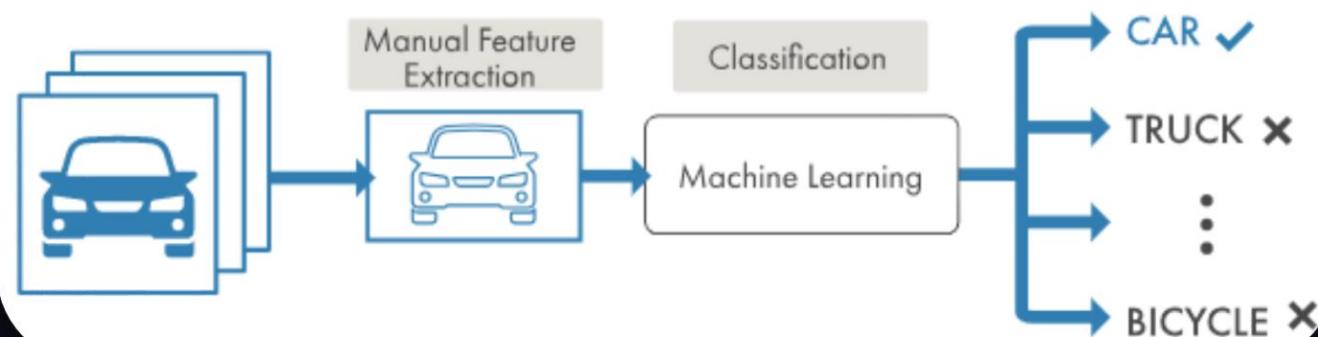 Manual Feature
Extraction
Classification
Machine Learning
CAR
TRUCK
BICYCLE